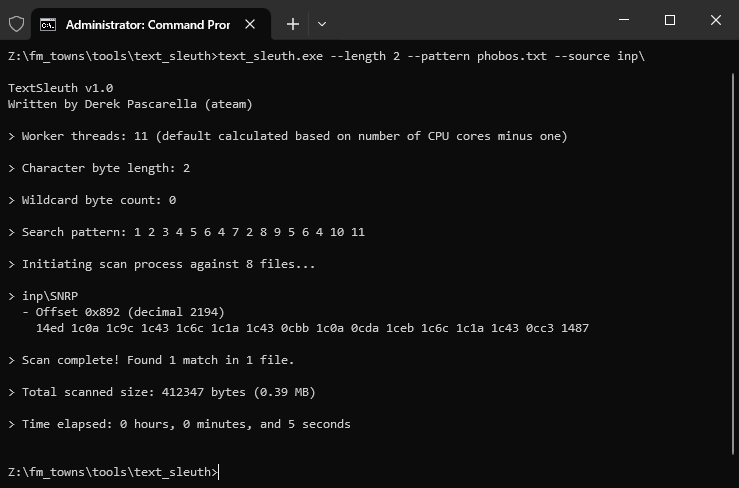 Administrator: Command Pror
Z:\fm_towns\tools\text_sleuth>text_sleuth.exe --length 2 --pattern phobos.txt --source inp\
TextSleuth v1.0
Written by Derek Pascarella (ateam)
> Worker threads: 11 (default calculated based on number of CPU cores minus one)
> Character byte length: 2
> Wildcard byte count: 0
> Search pattern: 1 2 3 4 5 6 4 7 2 8 9 5 6 4 10 11
> Initiating scan process against 8 files...
> inp\SNRP
- Offset 0x892 (decimal 2194)
14ed 1c0a 1c9c 1c43 1c6c 1c1a 1c43 0cbb 1c0a 0cda 1ceb 1c6c 1c1a 1c43 0cc3 1487
> Scan complete! Found 1 match in 1 file.
> Total scanned size: 412347 bytes (0.39 MB)
> Time elapsed: 0 hours, 0 minutes, and 5 seconds
Z:\fm_towns\tools\text_sleuth>